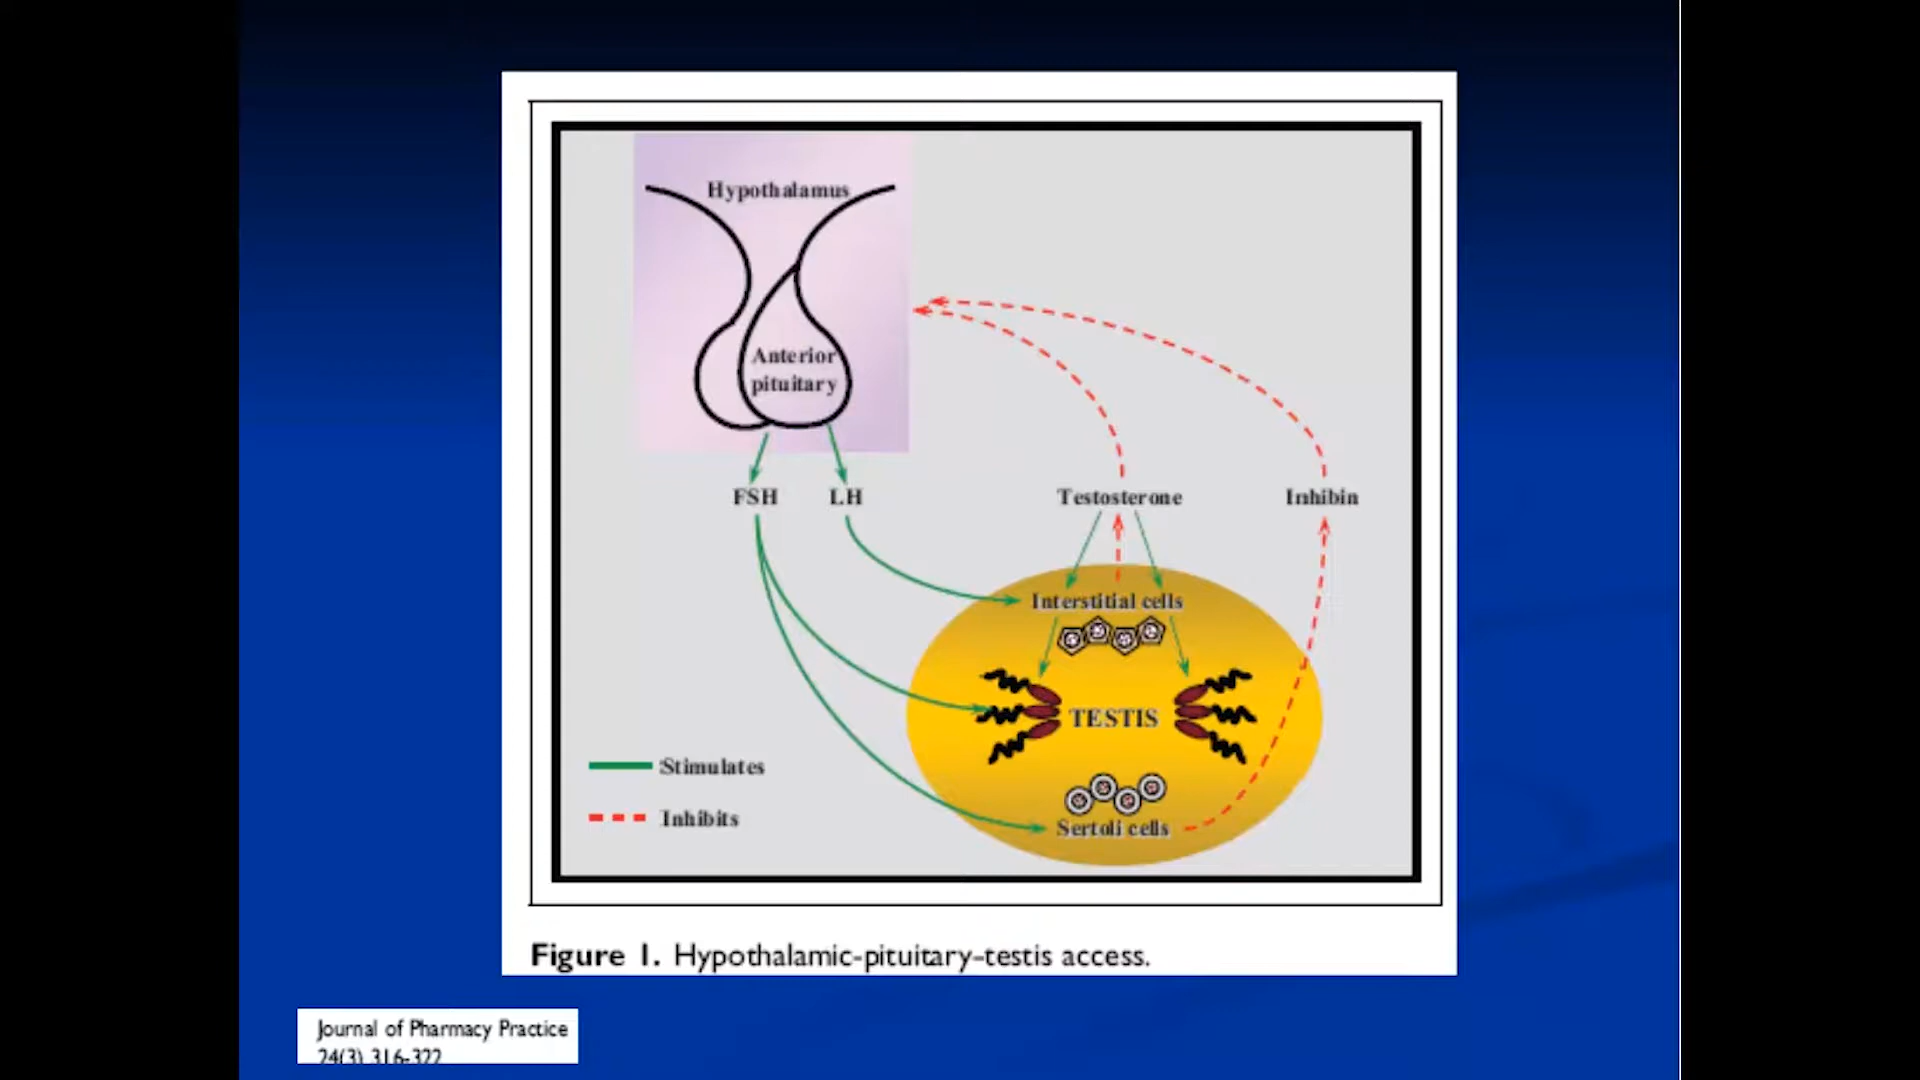 Hypothalamus
Anterior
pituitary
FSH
LH
Testosterone
Inhibin
Interstitial cells
TESTIS
Sertoli cells
Stimulates
Inhibits
Figure 1. Hypothalamic-pituitary-testis access.
Journal of Pharmacy Practice
24(3) 316-322